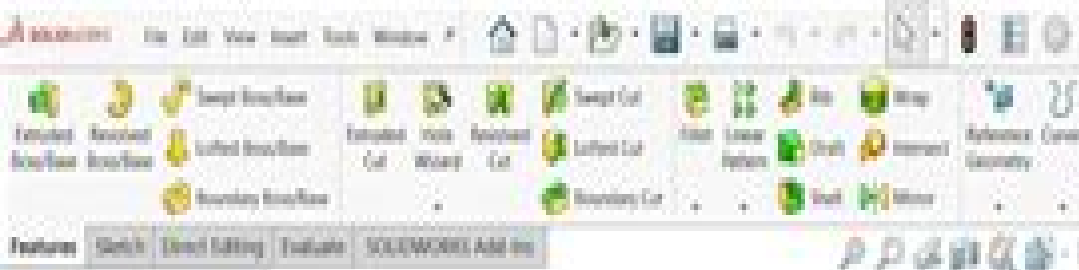 SOLIDWORKS File Edit View Insert Tools Window
Extruded Boss/Base
Revolved Boss/Base
Swept Boss/Base
Lofted Boss/Base
Boundary Boss/Base
Extruded Cut
Hole Wizard
Revolved Cut
Swept Cut
Lofted Cut
Boundary Cut
Fillet
Linear Pattern
Rib
Draft
Shell
Wrap
Intersect
Mirror
Reference Geometry
Curves
Features Sketch Direct Editing Evaluate SOLIDWORKS Add-Ins